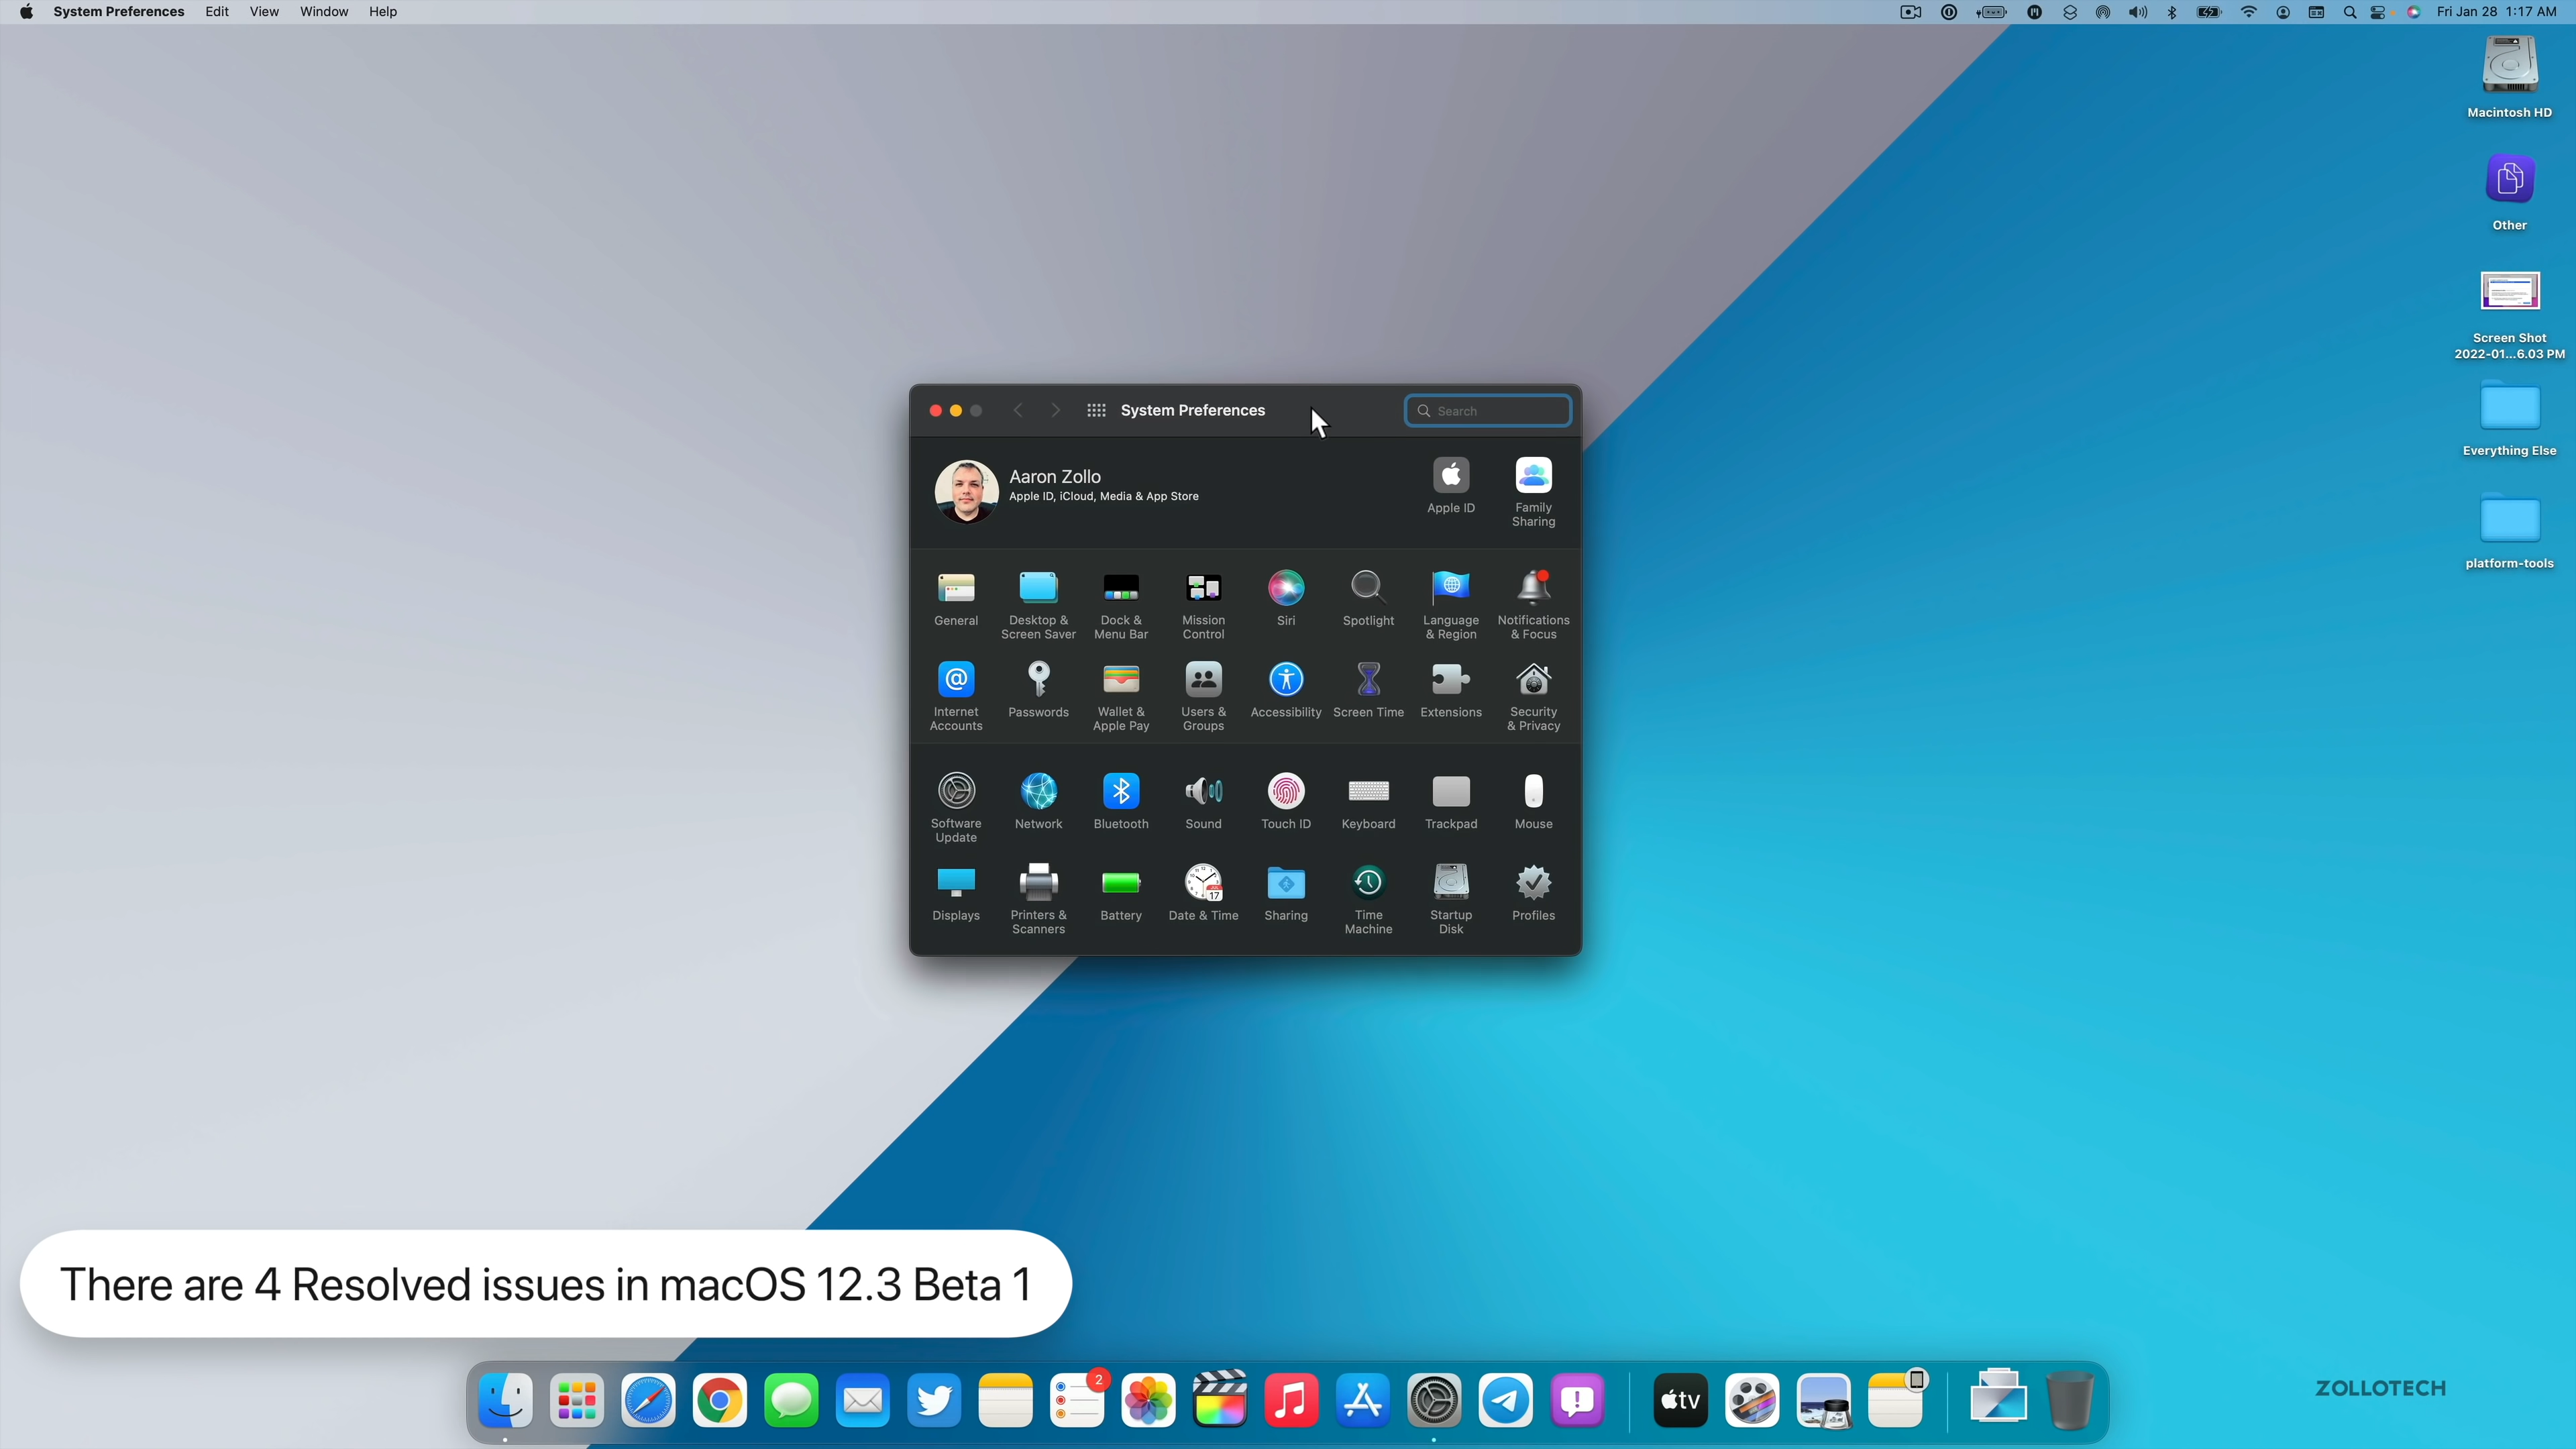 System Preferences Edit View Window Help
Fri Jan 28 1:17 AM
Macintosh HD
Other
Screen Shot
2022-01...6.03 PM
Everything Else
platform-tools
System Preferences
Search
Aaron Zollo
Apple ID, iCloud, Media & App Store
Apple ID
Family
Sharing
General
Desktop &
Screen Saver
Dock &
Menu Bar
Mission
Control
Siri
Spotlight
Language
& Region
Notifications
& Focus
Internet
Accounts
Passwords
Wallet &
Apple Pay
Users &
Groups
Accessibility
Screen Time
Extensions
Security
& Privacy
Software
Update
Network
Bluetooth
Sound
Touch ID
Keyboard
Trackpad
Mouse
Displays
Printers &
Scanners
Battery
17
Date & Time
Sharing
Time
Machine
Startup
Disk
Profiles
There are 4 Resolved issues in macOS 12.3 Beta 1
2
tv
ZOLLOTECH